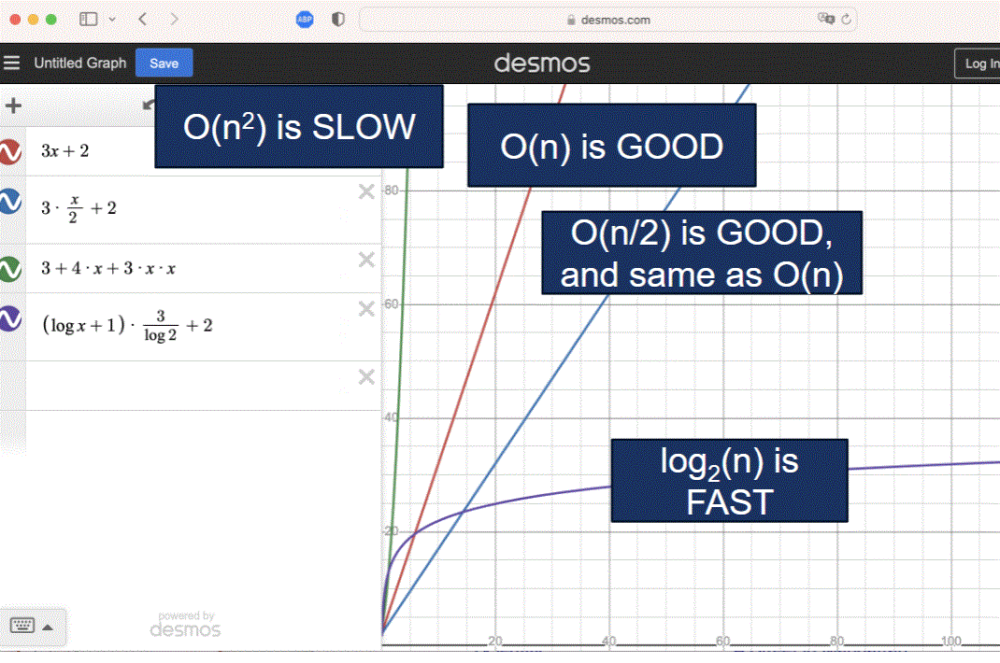 ABP
desmos.com
Untitled Graph
Save
desmos
Log In
O(n²) is SLOW
O(n) is GOOD
3x + 2
3 · x/2 + 2
3 + 4 · x + 3 · x · x
(log x + 1) · 3/log 2 + 2
O(n/2) is GOOD,
and same as O(n)
log₂(n) is
FAST
80
60
40
20
20 40 60 80 100
powered by
desmos